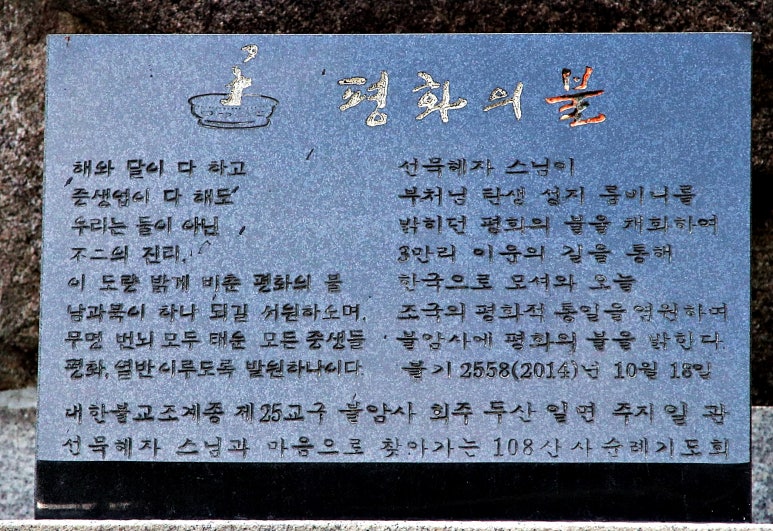 평화의 불
해와 달이 다 하고
중생업이 다 해도
우리는 둘이 아닌
不二의 진리.
이 도량 밝게 비춘 평화의 불
남과북이 하나 되길 서원하오며,
무명 번뇌 모두 태운 모든 중생들
평화, 열반이루도록 발원하나이다.
선묵혜자 스님이
부처님 탄생 성지 룸비니를
밝히던 평화의 불을 채화하여
3만리 이운의 길을 통해
한국으로 모셔와 오늘
조국의 평화적 통일을 염원하며
불암사에 평화의 불을 밝힌다.
불기 2558(2014)년 10월 18일
대한불교조계종 제25교구 불암사 회주 두산 일면 주지 일 관
선묵혜자 스님과 마음으로 찾아가는 108산사순례기도회